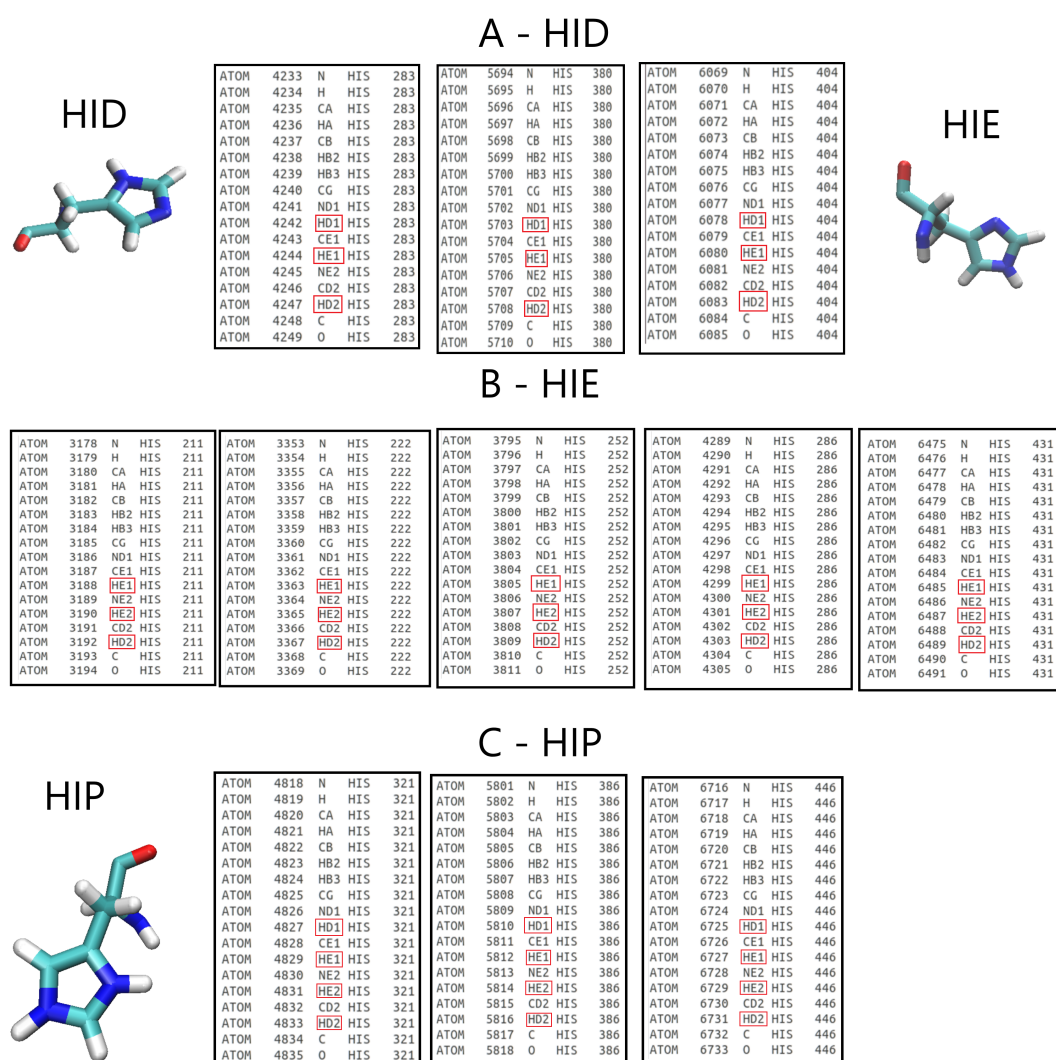 A - HID
HID
HIE
ATOM 4233 N HIS 283
ATOM 4234 H HIS 283
ATOM 4235 CA HIS 283
ATOM 4236 HA HIS 283
ATOM 4237 CB HIS 283
ATOM 4238 HB2 HIS 283
ATOM 4239 HB3 HIS 283
ATOM 4240 CG HIS 283
ATOM 4241 ND1 HIS 283
ATOM 4242 HD1 HIS 283
ATOM 4243 CE1 HIS 283
ATOM 4244 HE1 HIS 283
ATOM 4245 NE2 HIS 283
ATOM 4246 CD2 HIS 283
ATOM 4247 HD2 HIS 283
ATOM 4248 C HIS 283
ATOM 4249 O HIS 283
ATOM 5694 N HIS 380
ATOM 5695 H HIS 380
ATOM 5696 CA HIS 380
ATOM 5697 HA HIS 380
ATOM 5698 CB HIS 380
ATOM 5699 HB2 HIS 380
ATOM 5700 HB3 HIS 380
ATOM 5701 CG HIS 380
ATOM 5702 ND1 HIS 380
ATOM 5703 HD1 HIS 380
ATOM 5704 CE1 HIS 380
ATOM 5705 HE1 HIS 380
ATOM 5706 NE2 HIS 380
ATOM 5707 CD2 HIS 380
ATOM 5708 HD2 HIS 380
ATOM 5709 C HIS 380
ATOM 5710 O HIS 380
ATOM 6069 N HIS 404
ATOM 6070 H HIS 404
ATOM 6071 CA HIS 404
ATOM 6072 HA HIS 404
ATOM 6073 CB HIS 404
ATOM 6074 HB2 HIS 404
ATOM 6075 HB3 HIS 404
ATOM 6076 CG HIS 404
ATOM 6077 ND1 HIS 404
ATOM 6078 HD1 HIS 404
ATOM 6079 CE1 HIS 404
ATOM 6080 HE1 HIS 404
ATOM 6081 NE2 HIS 404
ATOM 6082 CD2 HIS 404
ATOM 6083 HD2 HIS 404
ATOM 6084 C HIS 404
ATOM 6085 O HIS 404
B - HIE
ATOM 3178 N HIS 211
ATOM 3179 H HIS 211
ATOM 3180 CA HIS 211
ATOM 3181 HA HIS 211
ATOM 3182 CB HIS 211
ATOM 3183 HB2 HIS 211
ATOM 3184 HB3 HIS 211
ATOM 3185 CG HIS 211
ATOM 3186 ND1 HIS 211
ATOM 3187 CE1 HIS 211
ATOM 3188 HE1 HIS 211
ATOM 3189 NE2 HIS 211
ATOM 3190 HE2 HIS 211
ATOM 3191 CD2 HIS 211
ATOM 3192 HD2 HIS 211
ATOM 3193 C HIS 211
ATOM 3194 O HIS 211
ATOM 3353 N HIS 222
ATOM 3354 H HIS 222
ATOM 3355 CA HIS 222
ATOM 3356 HA HIS 222
ATOM 3357 CB HIS 222
ATOM 3358 HB2 HIS 222
ATOM 3359 HB3 HIS 222
ATOM 3360 CG HIS 222
ATOM 3361 ND1 HIS 222
ATOM 3362 CE1 HIS 222
ATOM 3363 HE1 HIS 222
ATOM 3364 NE2 HIS 222
ATOM 3365 HE2 HIS 222
ATOM 3366 CD2 HIS 222
ATOM 3367 HD2 HIS 222
ATOM 3368 C HIS 222
ATOM 3369 O HIS 222
ATOM 3795 N HIS 252
ATOM 3796 H HIS 252
ATOM 3797 CA HIS 252
ATOM 3798 HA HIS 252
ATOM 3799 CB HIS 252
ATOM 3800 HB2 HIS 252
ATOM 3801 HB3 HIS 252
ATOM 3802 CG HIS 252
ATOM 3803 ND1 HIS 252
ATOM 3804 CE1 HIS 252
ATOM 3805 HE1 HIS 252
ATOM 3806 NE2 HIS 252
ATOM 3807 HE2 HIS 252
ATOM 3808 CD2 HIS 252
ATOM 3809 HD2 HIS 252
ATOM 3810 C HIS 252
ATOM 3811 O HIS 252
ATOM 4289 N HIS 286
ATOM 4290 H HIS 286
ATOM 4291 CA HIS 286
ATOM 4292 HA HIS 286
ATOM 4293 CB HIS 286
ATOM 4294 HB2 HIS 286
ATOM 4295 HB3 HIS 286
ATOM 4296 CG HIS 286
ATOM 4297 ND1 HIS 286
ATOM 4298 CE1 HIS 286
ATOM 4299 HE1 HIS 286
ATOM 4300 NE2 HIS 286
ATOM 4301 HE2 HIS 286
ATOM 4302 CD2 HIS 286
ATOM 4303 HD2 HIS 286
ATOM 4304 C HIS 286
ATOM 4305 O HIS 286
ATOM 6475 N HIS 431
ATOM 6476 H HIS 431
ATOM 6477 CA HIS 431
ATOM 6478 HA HIS 431
ATOM 6479 CB HIS 431
ATOM 6480 HB2 HIS 431
ATOM 6481 HB3 HIS 431
ATOM 6482 CG HIS 431
ATOM 6483 ND1 HIS 431
ATOM 6484 CE1 HIS 431
ATOM 6485 HE1 HIS 431
ATOM 6486 NE2 HIS 431
ATOM 6487 HE2 HIS 431
ATOM 6488 CD2 HIS 431
ATOM 6489 HD2 HIS 431
ATOM 6490 C HIS 431
ATOM 6491 O HIS 431
C - HIP
HIP
ATOM 4818 N HIS 321
ATOM 4819 H HIS 321
ATOM 4820 CA HIS 321
ATOM 4821 HA HIS 321
ATOM 4822 CB HIS 321
ATOM 4823 HB2 HIS 321
ATOM 4824 HB3 HIS 321
ATOM 4825 CG HIS 321
ATOM 4826 ND1 HIS 321
ATOM 4827 HD1 HIS 321
ATOM 4828 CE1 HIS 321
ATOM 4829 HE1 HIS 321
ATOM 4830 NE2 HIS 321
ATOM 4831 HE2 HIS 321
ATOM 4832 CD2 HIS 321
ATOM 4833 HD2 HIS 321
ATOM 4834 C HIS 321
ATOM 4835 O HIS 321
ATOM 5801 N HIS 386
ATOM 5802 H HIS 386
ATOM 5803 CA HIS 386
ATOM 5804 HA HIS 386
ATOM 5805 CB HIS 386
ATOM 5806 HB2 HIS 386
ATOM 5807 HB3 HIS 386
ATOM 5808 CG HIS 386
ATOM 5809 ND1 HIS 386
ATOM 5810 HD1 HIS 386
ATOM 5811 CE1 HIS 386
ATOM 5812 HE1 HIS 386
ATOM 5813 NE2 HIS 386
ATOM 5814 HE2 HIS 386
ATOM 5815 CD2 HIS 386
ATOM 5816 HD2 HIS 386
ATOM 5817 C HIS 386
ATOM 5818 O HIS 386
ATOM 6716 N HIS 446
ATOM 6717 H HIS 446
ATOM 6718 CA HIS 446
ATOM 6719 HA HIS 446
ATOM 6720 CB HIS 446
ATOM 6721 HB2 HIS 446
ATOM 6722 HB3 HIS 446
ATOM 6723 CG HIS 446
ATOM 6724 ND1 HIS 446
ATOM 6725 HD1 HIS 446
ATOM 6726 CE1 HIS 446
ATOM 6727 HE1 HIS 446
ATOM 6728 NE2 HIS 446
ATOM 6729 HE2 HIS 446
ATOM 6730 CD2 HIS 446
ATOM 6731 HD2 HIS 446
ATOM 6732 C HIS 446
ATOM 6733 O HIS 446